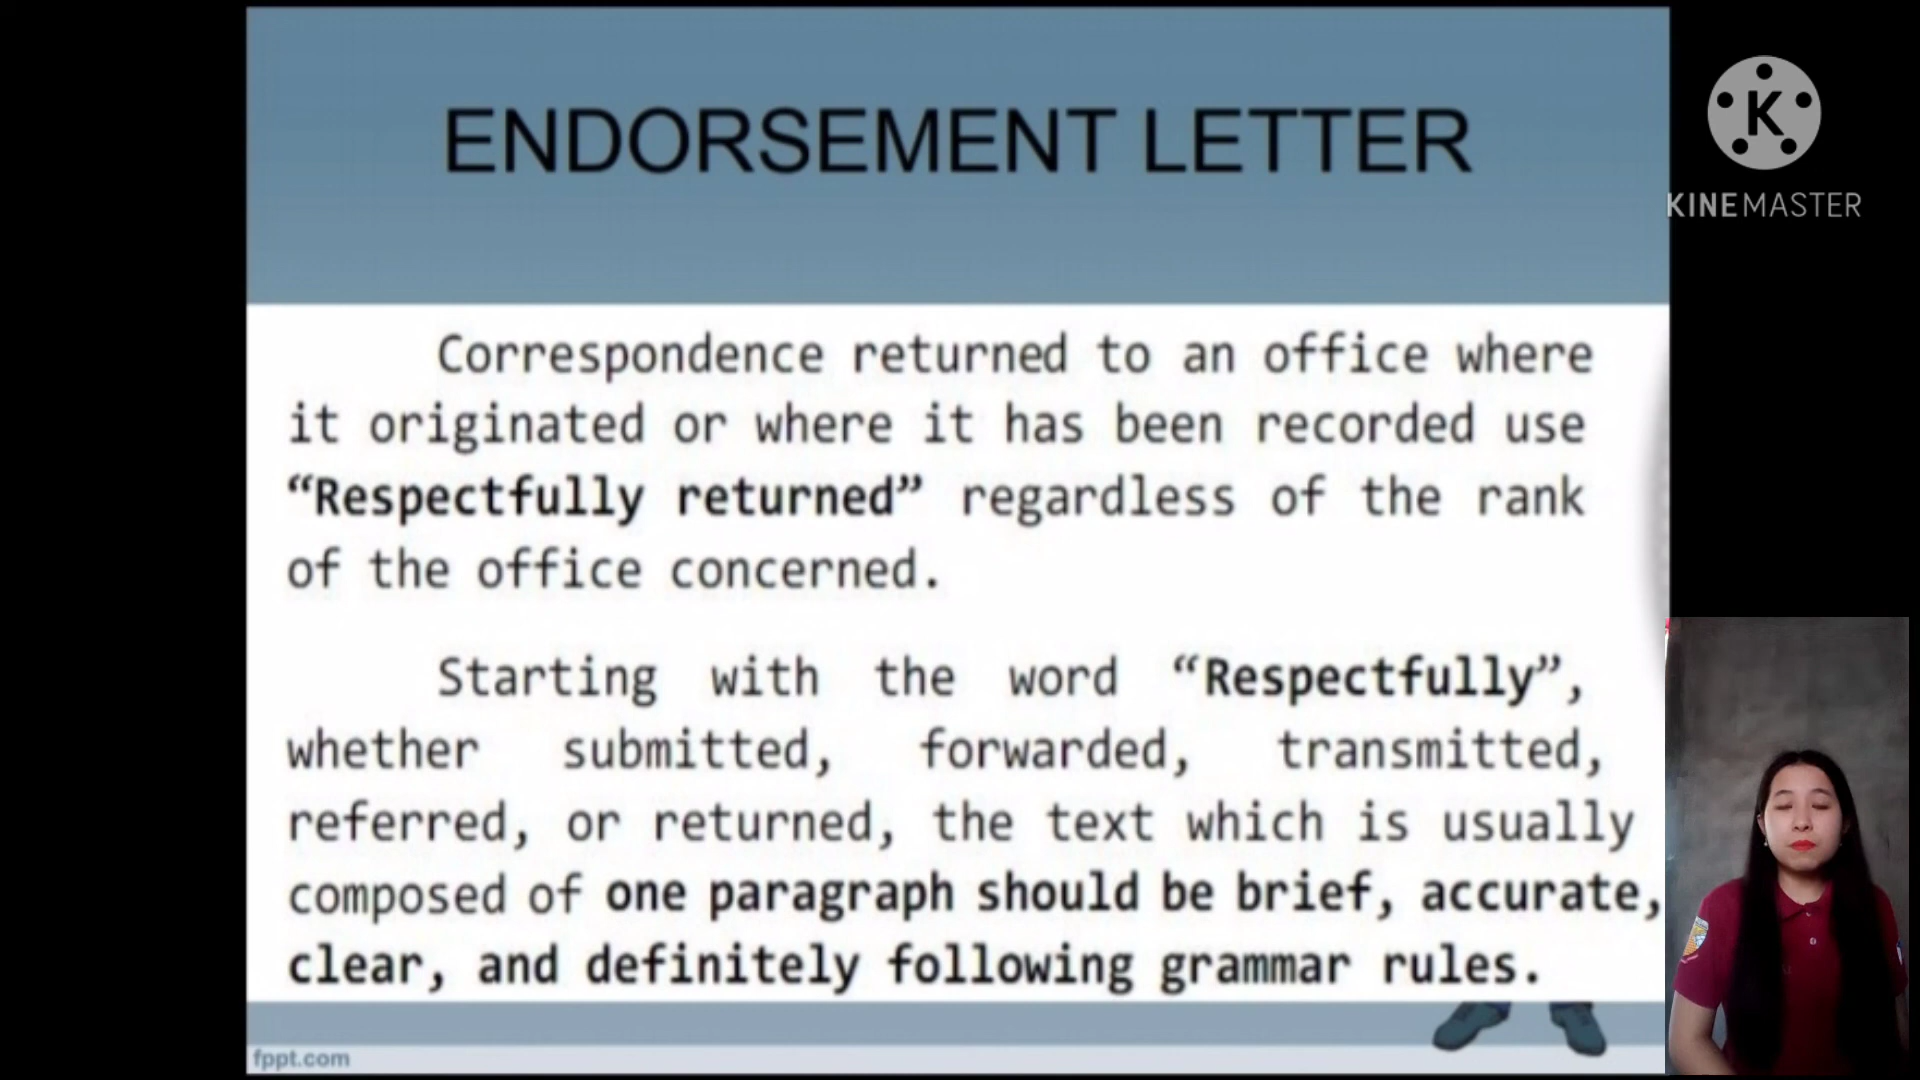 ENDORSEMENT LETTER
K
KINEMASTER
Correspondence returned to an office where
it originated or where it has been recorded use
“Respectfully returned” regardless of the rank
of the office concerned.
Starting with the word “Respectfully”,
whether submitted, forwarded, transmitted,
referred, or returned, the text which is usually
composed of one paragraph should be brief, accurate,
clear, and definitely following grammar rules.
fppt.com